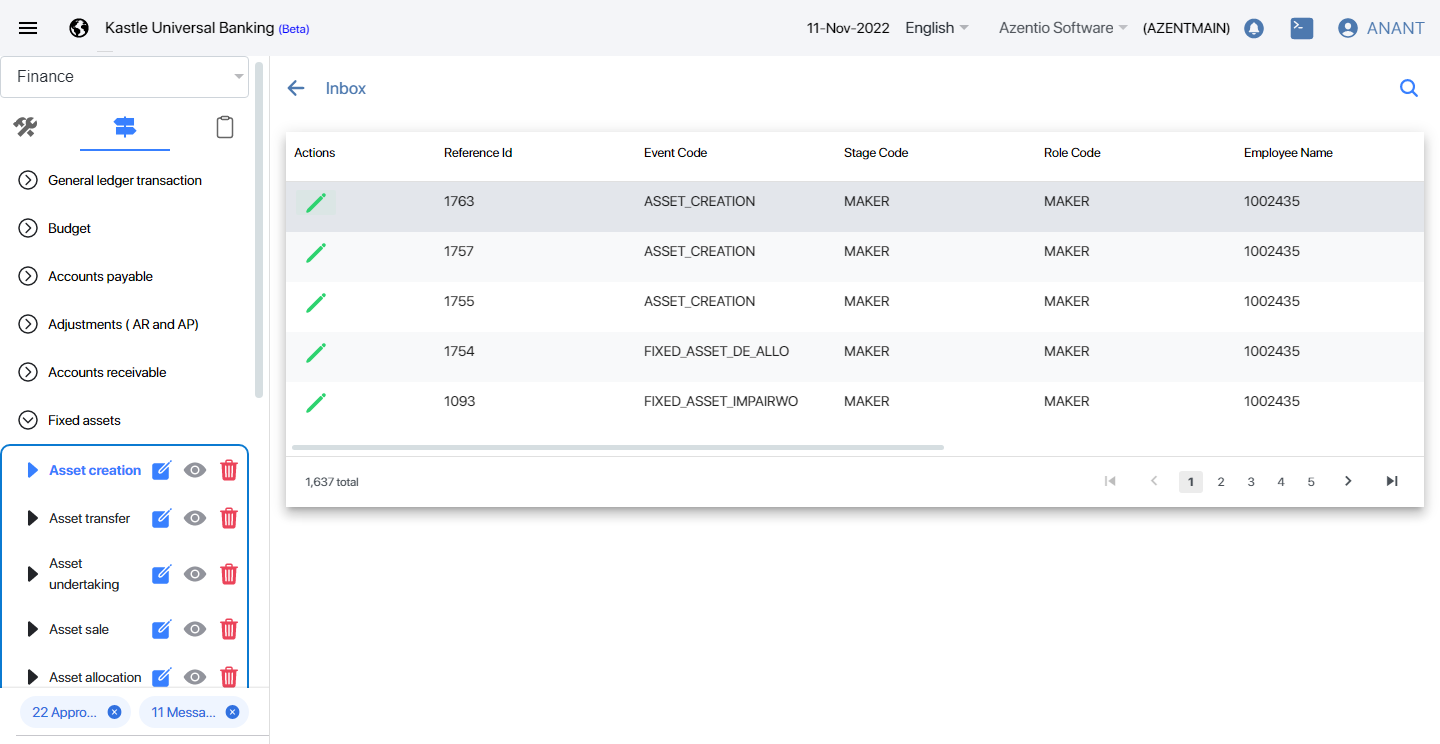 Kastle Universal Banking (Beta)
11-Nov-2022 English Azentio Software (AZENTMAIN) ANANT
Finance
General ledger transaction
Budget
Accounts payable
Adjustments ( AR and AP)
Accounts receivable
Fixed assets
Asset creation
Asset transfer
Asset
undertaking
Asset sale
Asset allocation
22 Appro... 11 Messa...
Inbox
Actions Reference Id Event Code Stage Code Role Code Employee Name
1763 ASSET_CREATION MAKER MAKER 1002435
1757 ASSET_CREATION MAKER MAKER 1002435
1755 ASSET_CREATION MAKER MAKER 1002435
1754 FIXED_ASSET_DE_ALLO MAKER MAKER 1002435
1093 FIXED_ASSET_IMPAIRWO MAKER MAKER 1002435
1,637 total 1 2 3 4 5